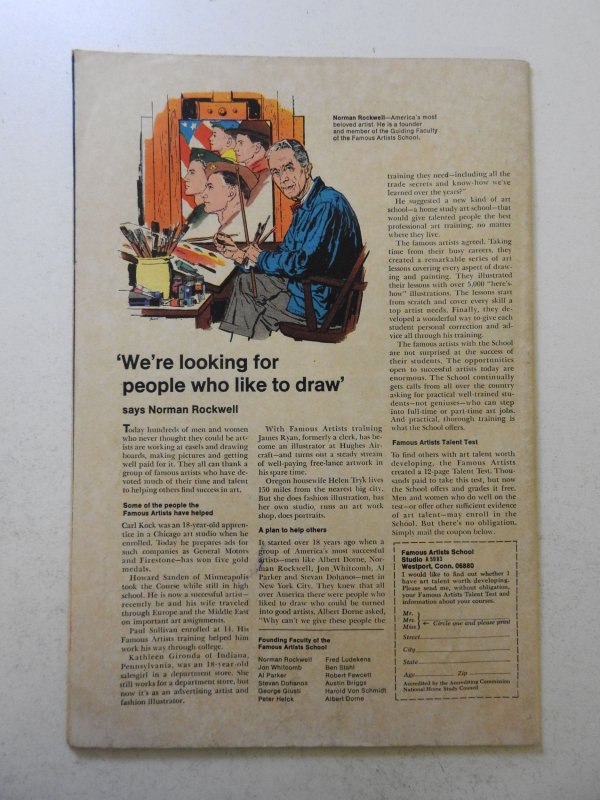 Norman Rockwell—America's most
beloved artist. He is a founder
and member of the Guiding Faculty
of the Famous Artists School.
'We're looking for
people who like to draw'
says Norman Rockwell
Today hundreds of men and women
who never thought they could be art-
ists are working at easels and drawing
boards, making pictures and getting
well paid for it. They all can thank a
group of famous artists who have de-
voted much of their time and talent
to helping others find success in art.
Some of the people the
Famous Artists have helped
Carl Kock was an 18-year-old appren-
tice in a Chicago art studio when he
enrolled. Today he prepares ads for
such companies as General Motors
and Firestone—has won five gold
medals.
Howard Sanden of Minneapolis
took the Course while still in high
school. He is now a successful artist—
recently he and his wife traveled
through Europe and the Middle East
on important art assignments.
Paul Sullivan enrolled at 14. His
Famous Artists training helped him
work his way through college.
Kathleen Gironda of Indiana,
Pennsylvania, was an 18-year-old
salesgirl in a department store. She
still works for a department store, but
now it's as an advertising artist and
fashion illustrator.
With Famous Artists training
James Ryan, formerly a clerk, has be-
come an illustrator at Hughes Air-
craft—and turns out a steady stream
of well-paying free-lance artwork in
his spare time.
Oregon housewife Helen Tryk lives
150 miles from the nearest big city.
But she does fashion illustration, has
her own studio, runs an art work
shop, does portraits.
A plan to help others
It started over 18 years ago when a
group of America's most successful
artists—men like Albert Dorne, Nor-
man Rockwell, Jon Whitcomb, Al
Parker and Stevan Dohanos—met in
New York City. They knew that all
over America there were people who
liked to draw who could be turned
into good artists. Albert Dorne asked,
"Why can't we give these people the
Founding Faculty of the
Famous Artists School
Norman Rockwell
Jon Whitcomb
Al Parker
Stevan Dohanos
George Giusti
Peter Helck
Fred Ludekens
Ben Stahl
Robert Fawcett
Austin Briggs
Harold Von Schmidt
Albert Dorne
training they need—including all the
trade secrets and know-how we've
learned over the years?"
He suggested a new kind of art
school—a home study art school—that
would give talented people the best
professional art training, no matter
where they live.
The famous artists agreed. Taking
time from their busy careers, they
created a remarkable series of art
lessons covering every aspect of draw-
ing and painting. They illustrated
their lessons with over 5,000 "here's-
how" illustrations. The lessons start
from scratch and cover every skill a
top artist needs. Finally, they de-
veloped a wonderful way to give each
student personal correction and ad-
vice all through his training.
The famous artists with the School
are not surprised at the success of
their students. The opportunities
open to successful artists today are
enormous. The School continually
gets calls from all over the country
asking for practical well-trained stu-
dents—not geniuses—who can step
into full-time or part-time art jobs.
And practical, thorough training is
what the School offers.
Famous Artists Talent Test
To find others with art talent worth
developing, the Famous Artists
created a 12-page Talent Test. Thou-
sands paid to take this test, but now
the School offers and grades it free.
Men and women who do well on the
test—or offer other sufficient evidence
of art talent—may enroll in the
School. But there's no obligation.
Simply mail the coupon below.
Famous Artists School
Studio
Westport, Conn. 06880
I would like to find out whether I
have art talent worth developing.
Please send me, without obligation,
your Famous Artists Talent Test and
information about your courses.
Mr.
Mrs.
Miss
← Circle one and please print
Street
City
State
Age Zip
Accredited by the Accrediting Commission
National Home Study Council